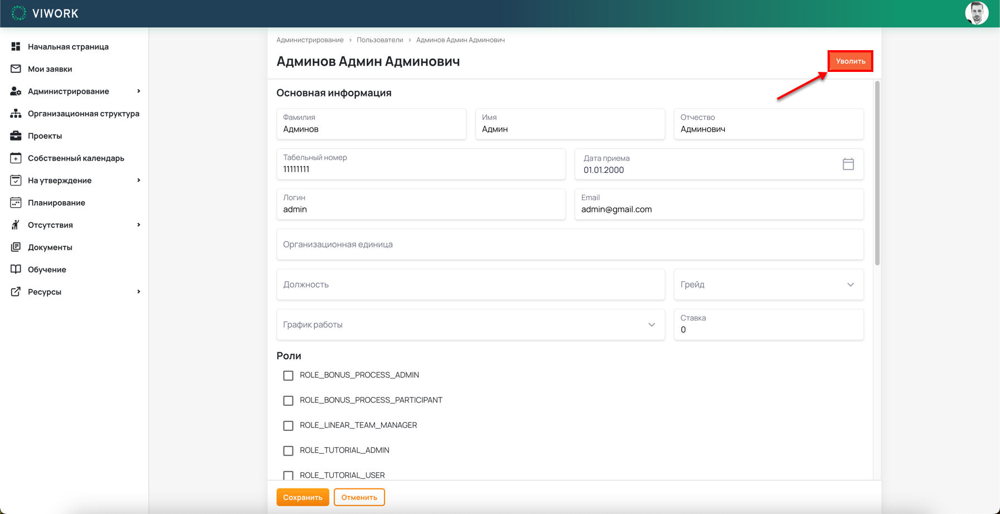 VIWORK
Начальная страница
Мои заявки
Администрирование
Организационная структура
Проекты
Собственный календарь
На утверждение
Планирование
Отсутствия
Документы
Обучение
Ресурсы
Администрирование › Пользователи › Админов Админ Админович
Админов Админ Админович
Уволить
Основная информация
Фамилия
Админов
Имя
Админ
Отчество
Админович
Табельный номер
11111111
Дата приема
01.01.2000
Логин
admin
Email
admin@gmail.com
Организационная единица
Должность
Грейд
График работы
Ставка
0
Роли
ROLE_BONUS_PROCESS_ADMIN
ROLE_BONUS_PROCESS_PARTICIPANT
ROLE_LINEAR_TEAM_MANAGER
ROLE_TUTORIAL_ADMIN
ROLE_TUTORIAL_USER
Сохранить
Отменить